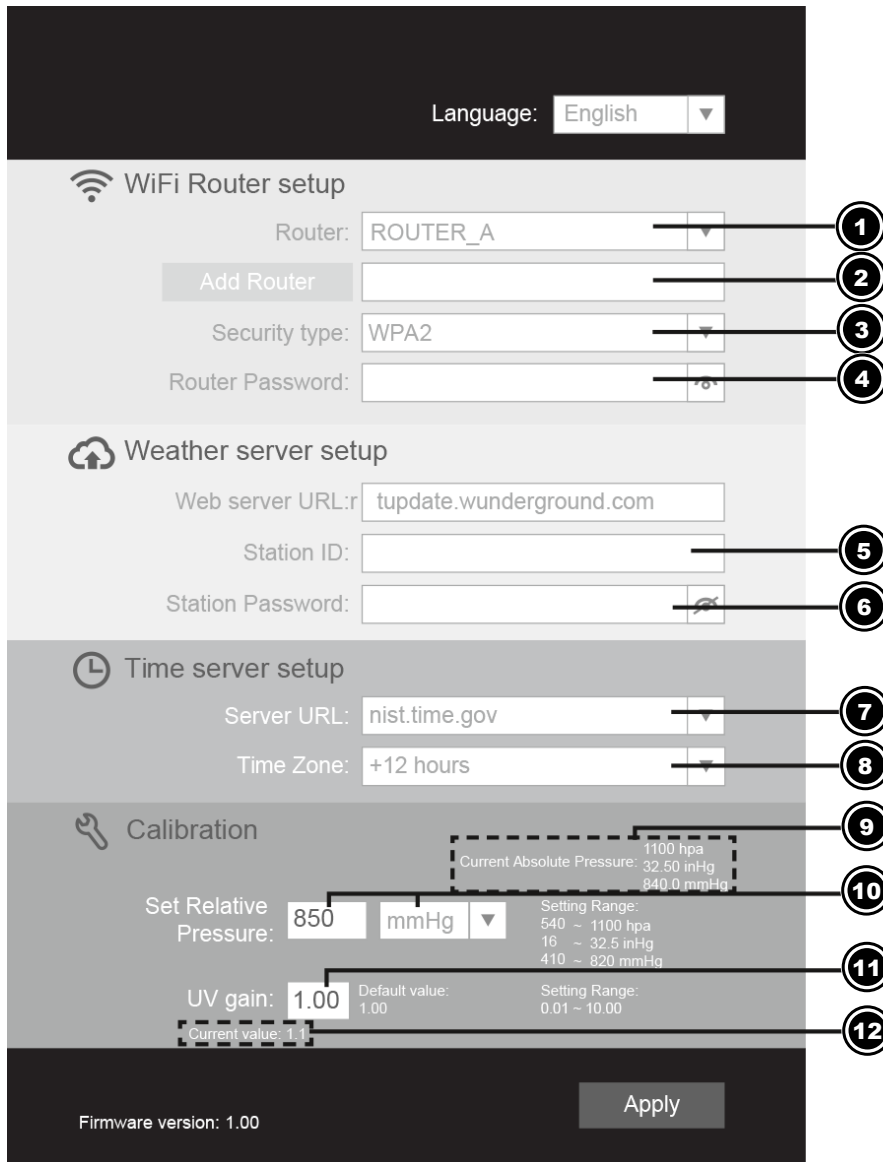 Language: English
WiFi Router setup
Router: ROUTER_A
1
Add Router
2
Security type: WPA2
3
Router Password:
4
Weather server setup
Web server URL:r tupdate.wunderground.com
Station ID:
5
Station Password:
6
Time server setup
Server URL: nist.time.gov
7
Time Zone: +12 hours
8
Calibration
9
Current Absolute Pressure: 1100 hpa
32.50 inHg
840.0 mmHg
10
Set Relative
Pressure: 850 mmHg
Setting Range:
540 ~ 1100 hpa
16 ~ 32.5 inHg
410 ~ 820 mmHg
11
UV gain: 1.00
Default value:
1.00
Setting Range:
0.01 ~ 10.00
Current value: 1.1
12
Apply
Firmware version: 1.00